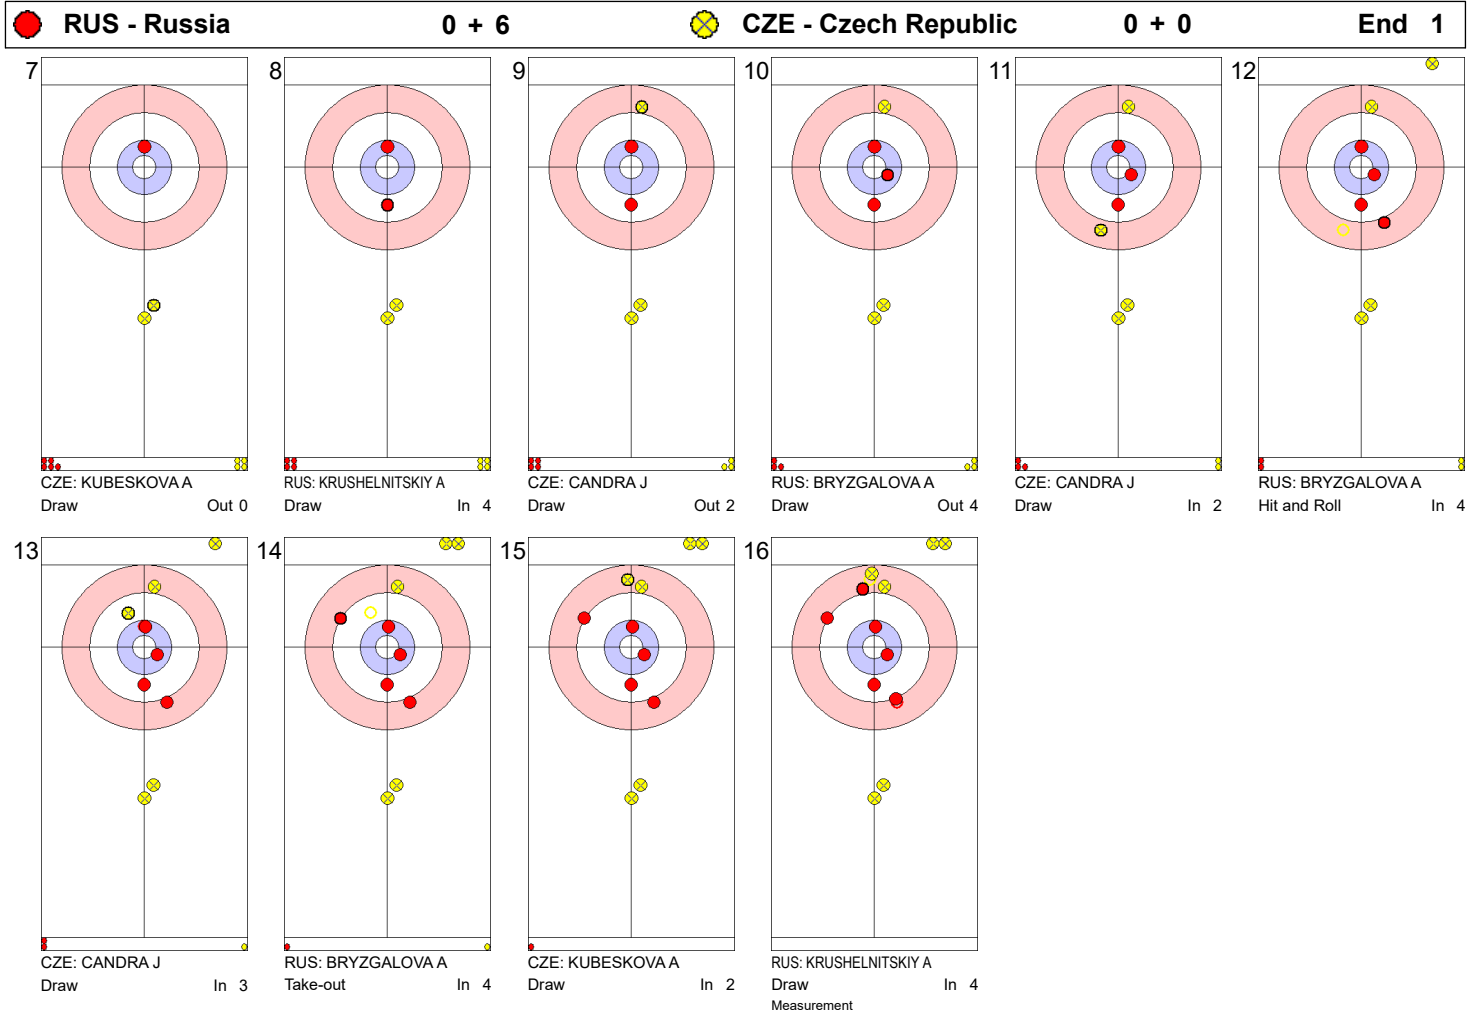 RUS - Russia 0 + 6 CZE - Czech Republic 0 + 0 End 1
7 8 9 10 11 12
CZE: KUBESKOVA A RUS: KRUSHELNITSKIY A CZE: CANDRA J RUS: BRYZGALOVA A CZE: CANDRA J RUS: BRYZGALOVA A
Draw Out 0 Draw In 4 Draw Out 2 Draw Out 4 Draw In 2 Hit and Roll In 4
13 14 15 16
CZE: CANDRA J RUS: BRYZGALOVA A CZE: KUBESKOVA A RUS: KRUSHELNITSKIY A
Draw In 3 Take-out In 4 Draw In 2 Draw In 4
Measurement